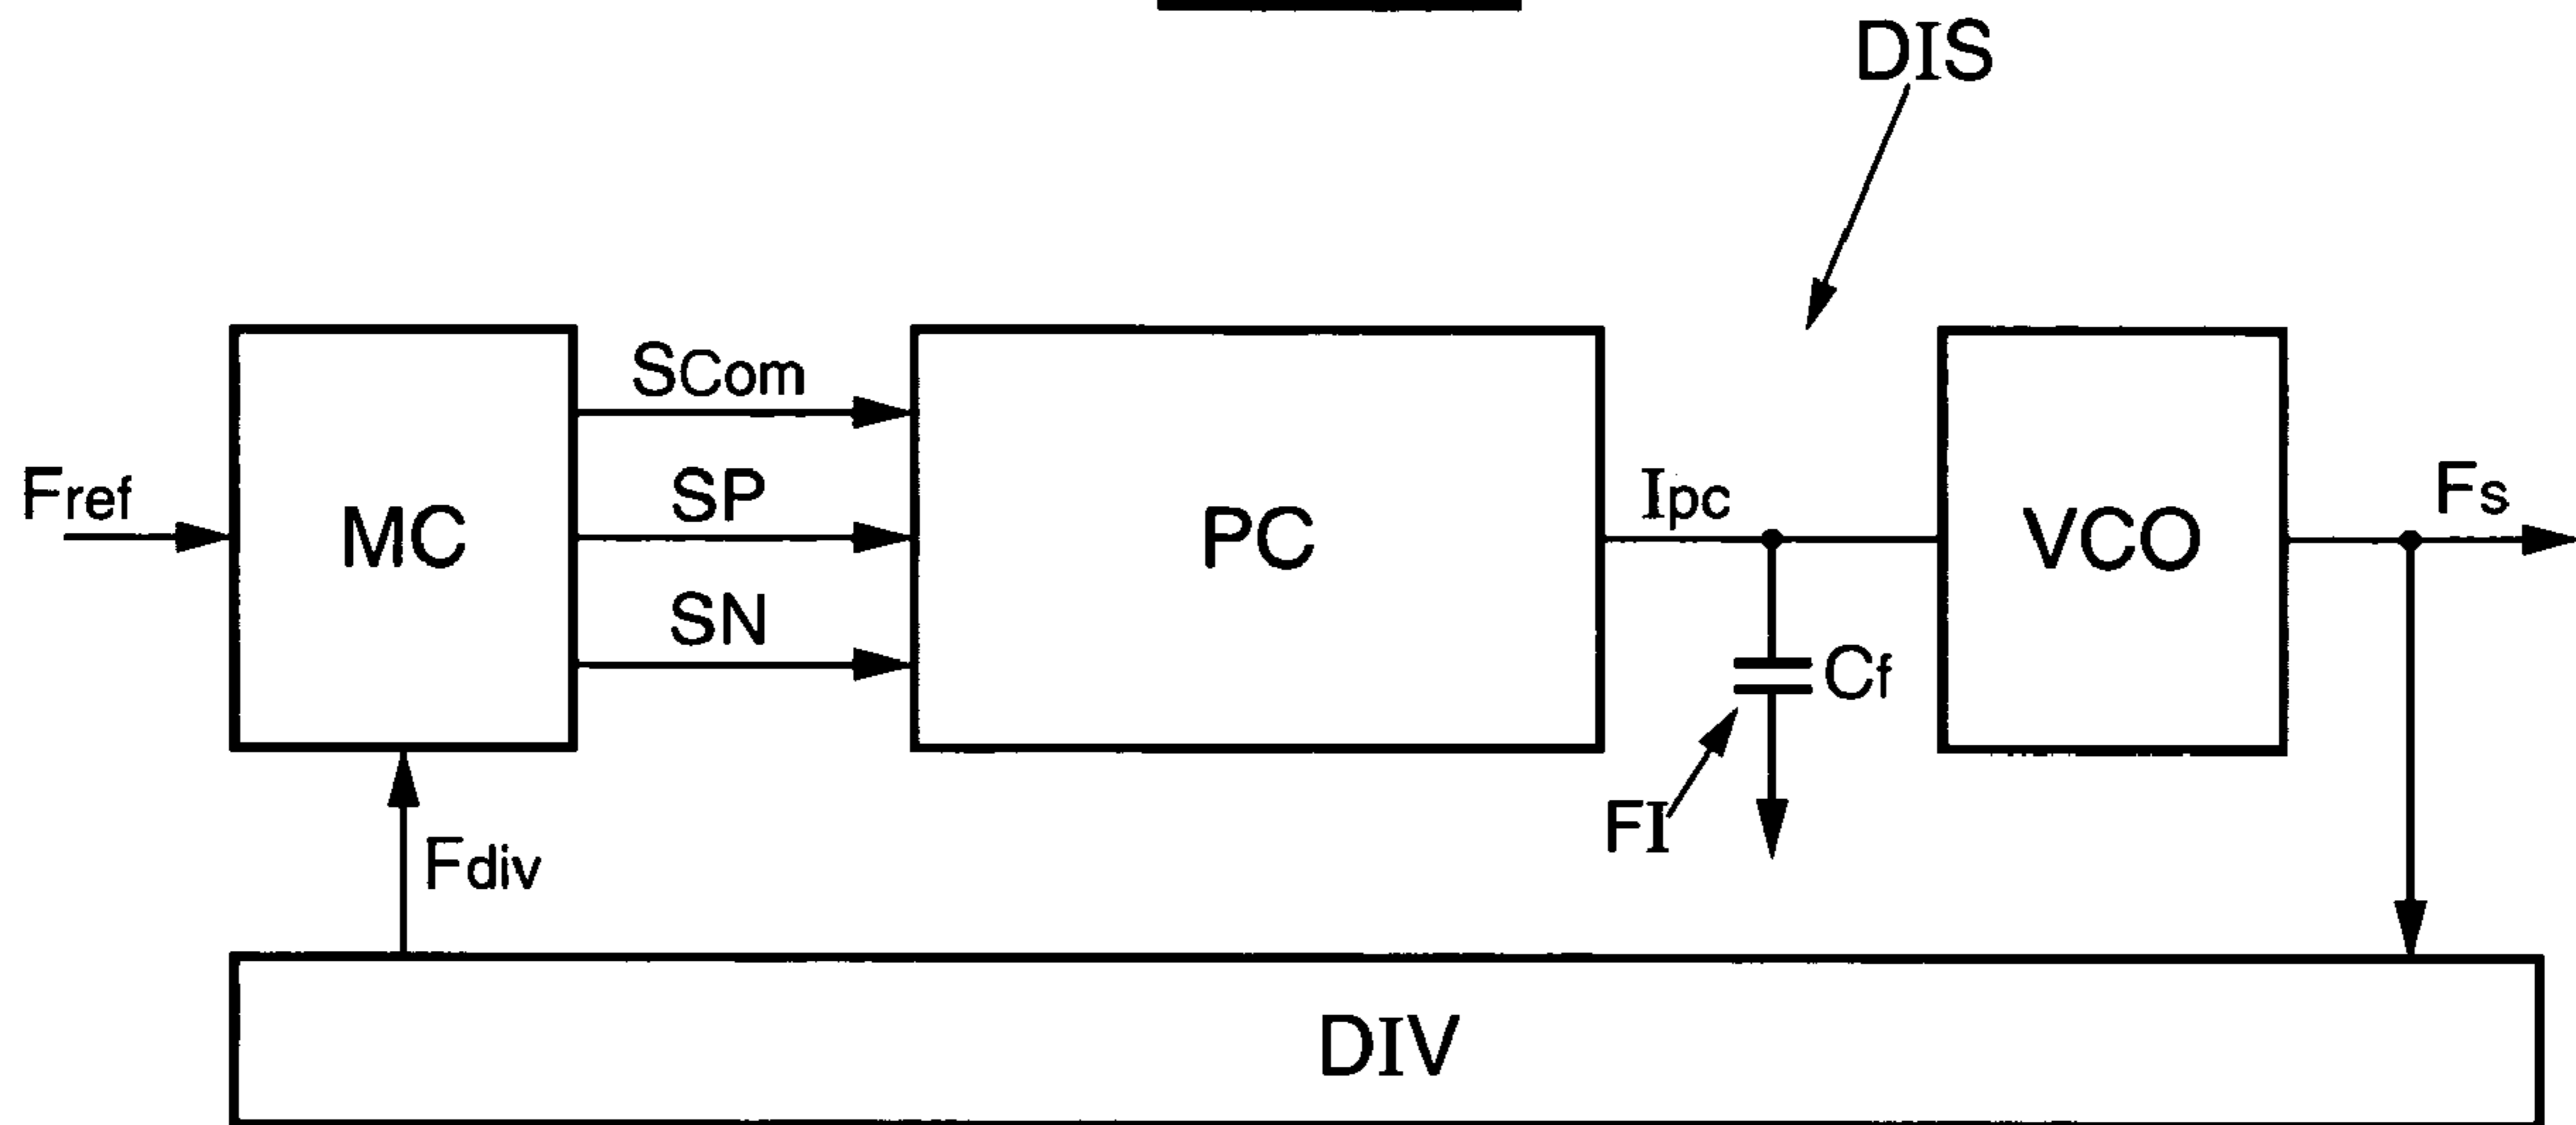 DIS
SCom
Fref
MC
SP
PC
Ipc
VCO
Fs
SN
Cf
FI
Fdiv
DIV